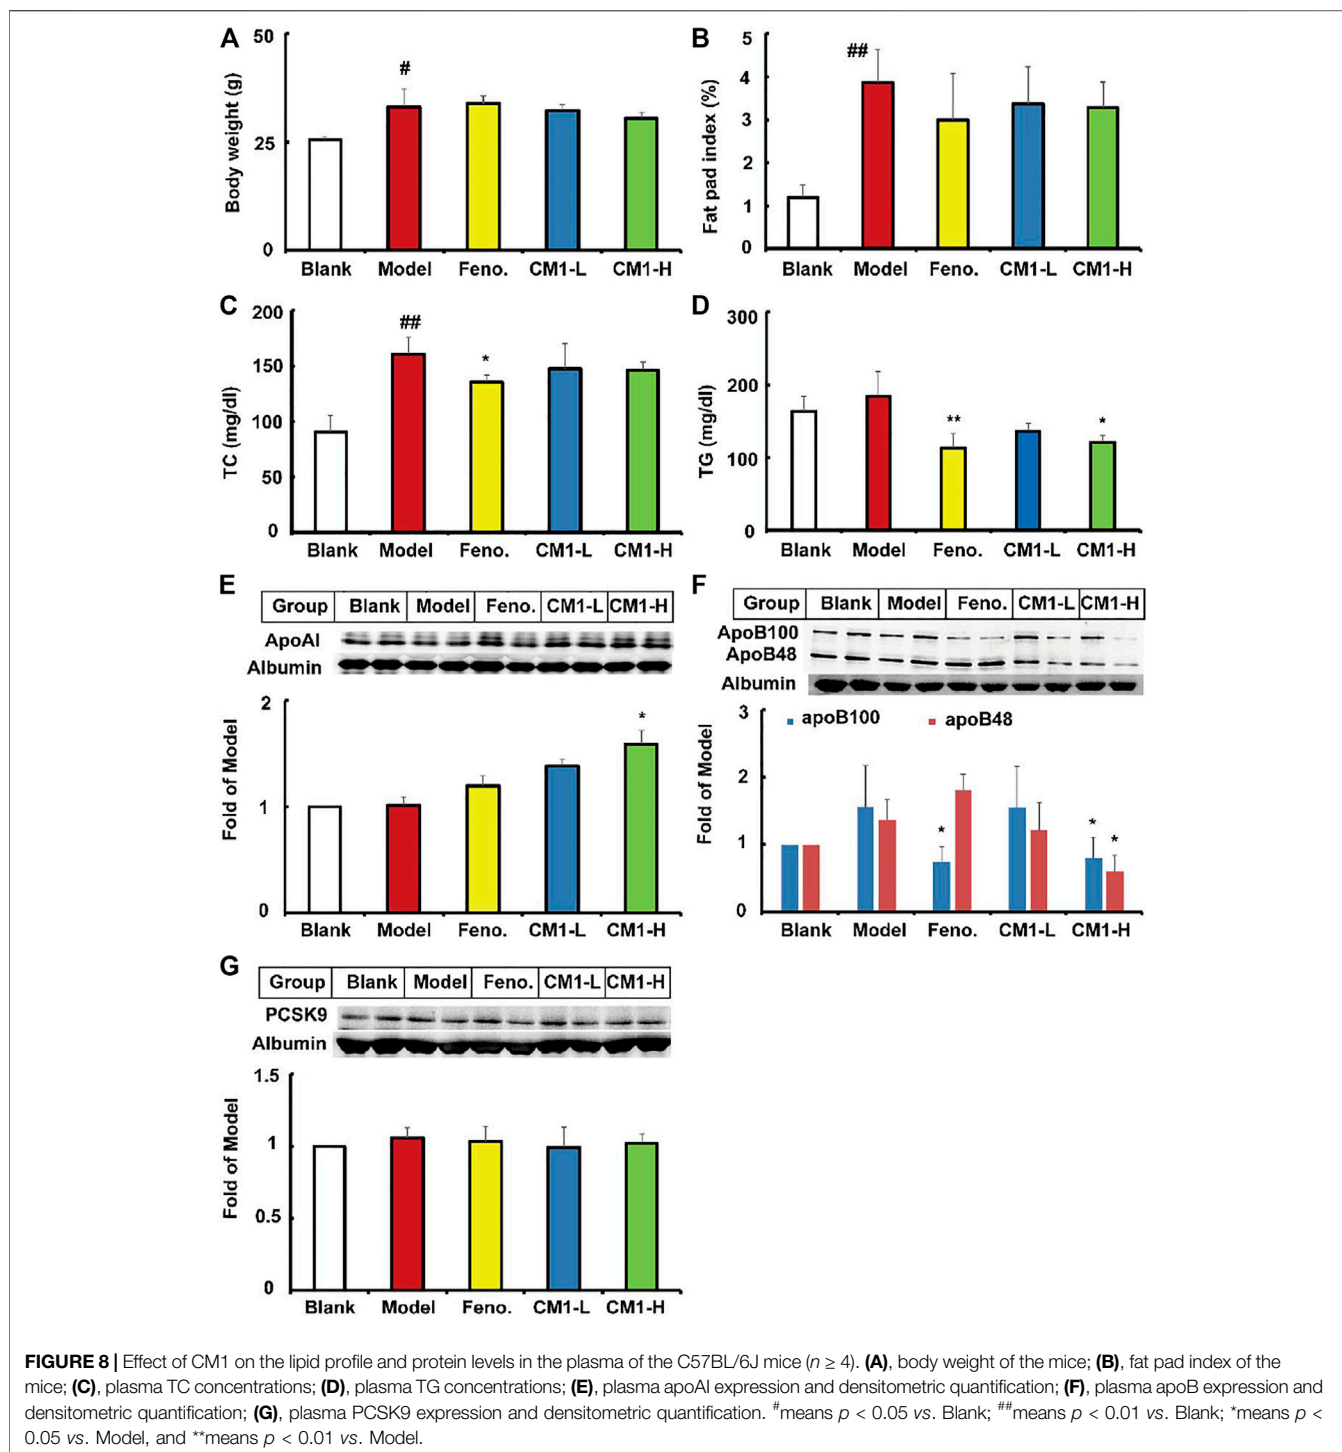 A
50
25
0
Body weight (g)
#
Blank Model Feno. CM1-L CM1-H
B
5
4
3
2
1
0
Fat pad index (%)
##
Blank Model Feno. CM1-L CM1-H
C
200
150
100
50
0
TC (mg/dl)
##
*
Blank Model Feno. CM1-L CM1-H
D
300
200
100
0
TG (mg/dl)
**
*
Blank Model Feno. CM1-L CM1-H
E
Group Blank Model Feno. CM1-L CM1-H
ApoAI
Albumin
2
1
0
Fold of Model
*
Blank Model Feno. CM1-L CM1-H
F
Group Blank Model Feno. CM1-L CM1-H
ApoB100
ApoB48
Albumin
3
2
1
0
Fold of Model
apoB100 apoB48
*
*
*
Blank Model Feno. CM1-L CM1-H
G
Group Blank Model Feno. CM1-L CM1-H
PCSK9
Albumin
1.5
1
0.5
0
Fold of Model
Blank Model Feno. CM1-L CM1-H
FIGURE 8 | Effect of CM1 on the lipid profile and protein levels in the plasma of the C57BL/6J mice (n ≥ 4). (A), body weight of the mice; (B), fat pad index of the
mice; (C), plasma TC concentrations; (D), plasma TG concentrations; (E), plasma apoAI expression and densitometric quantification; (F), plasma apoB expression and
densitometric quantification; (G), plasma PCSK9 expression and densitometric quantification. #means p < 0.05 vs. Blank; ##means p < 0.01 vs. Blank; *means p <
0.05 vs. Model, and **means p < 0.01 vs. Model.